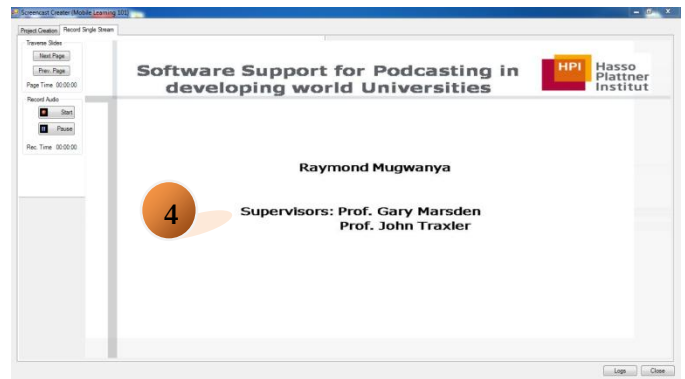 Screencast Creator (Mobile Learning 101)
Project Creation
Record Single Stream
Traverse Slides
Next Page
Prev. Page
Page Time 00:00:00
Record Audio
Start
Pause
Rec. Time 00:00:00
Software Support for Podcasting in
developing world Universities
HPI
Hasso
Plattner
Institut
Raymond Mugwanya
4
Supervisors: Prof. Gary Marsden
Prof. John Traxler
Logs
Close